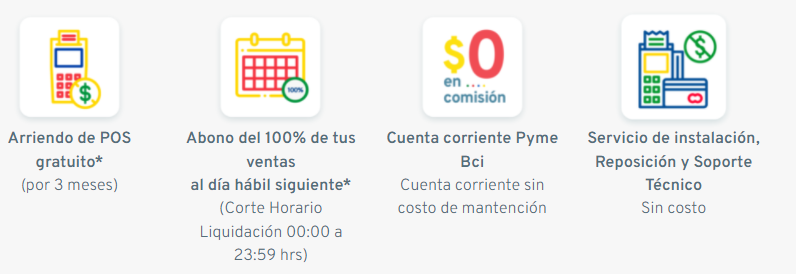 $
100%
$0
en ....
comisión
$
Arriendo de POS
gratuito*
(por 3 meses)
Abono del 100% de tus
ventas
al día hábil siguiente*
(Corte Horario
Liquidación 00:00 a
23:59 hrs)
Cuenta corriente Pyme
Bci
Cuenta corriente sin
costo de mantención
Servicio de instalación,
Reposición y Soporte
Técnico
Sin costo